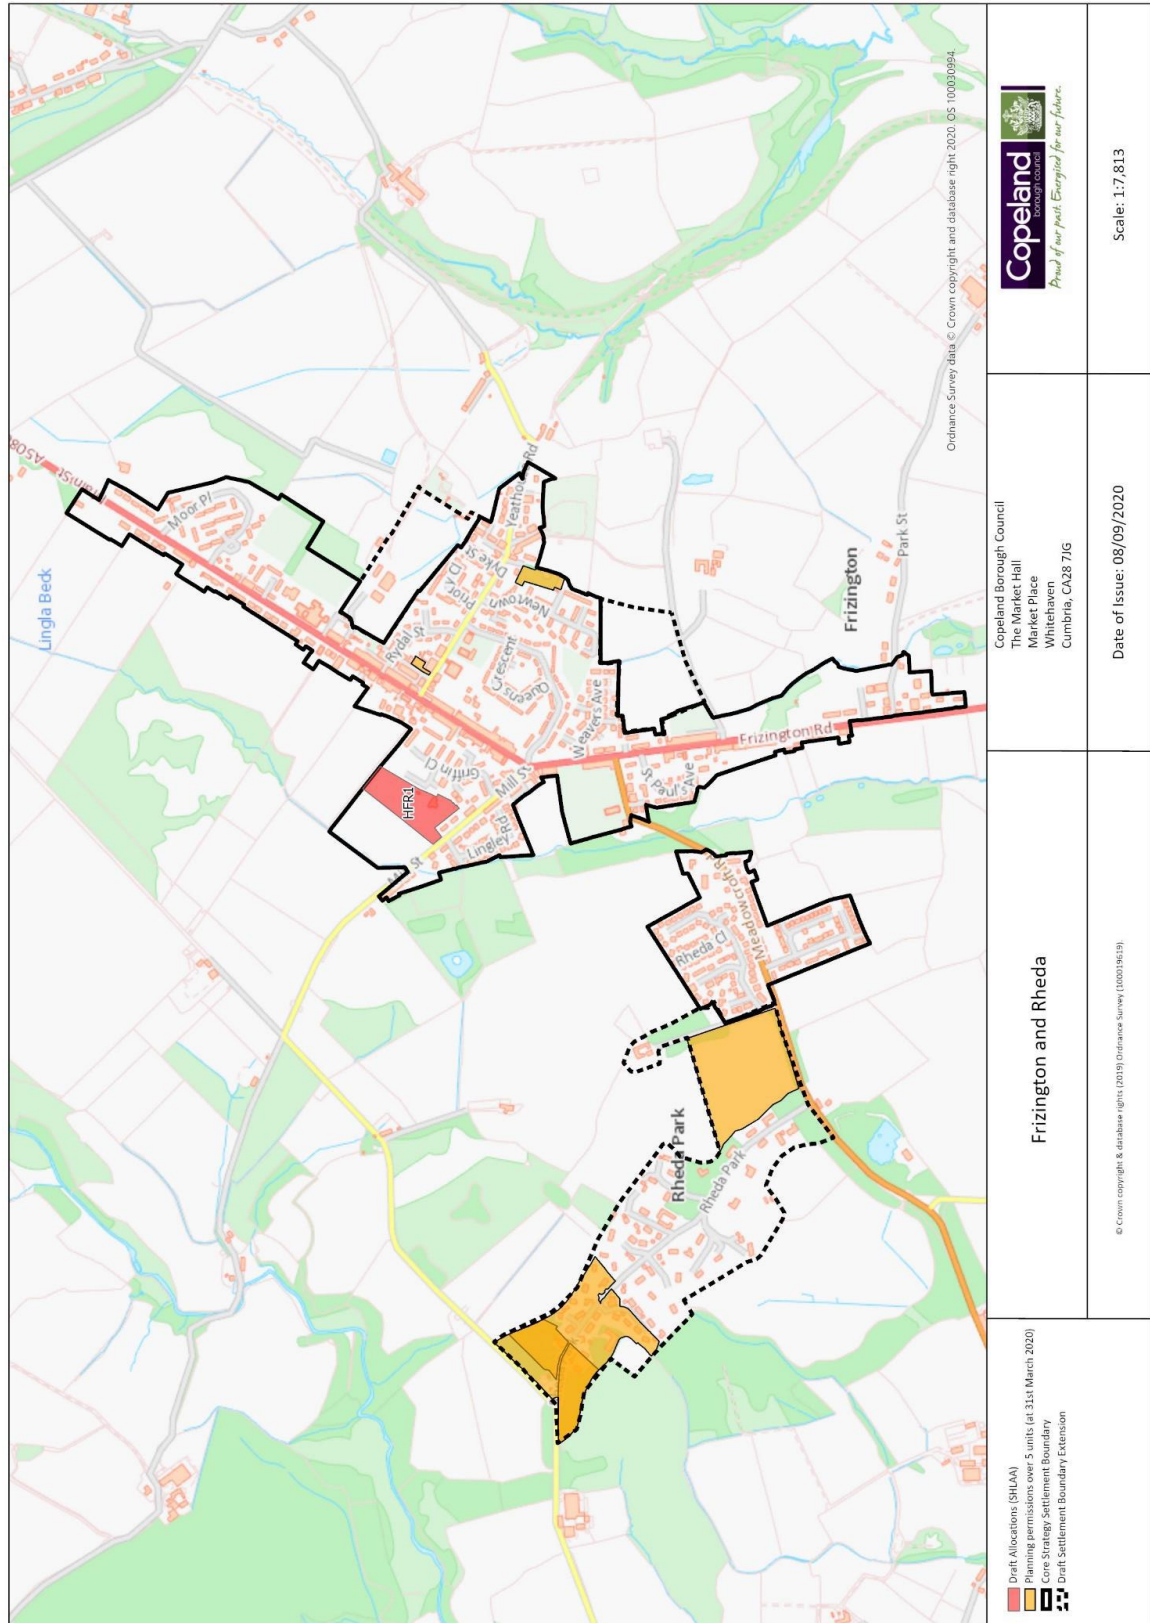 Lingla Beck
Main St
Moor Pl
Yeathouse Rd
Dyke St
Priory Cl
Newtown
Rydal St
Queens Crescent
Weavers Ave
Griffin Cl
HFR1
Mill St
Mill St
Lingley Rd
St Paul's Ave
Frizington Rd
Frizington
Park St
Meadowcroft Rd
Rheda Cl
Rheda Park
Rheda Park
Ordnance Survey data © Crown copyright and database right 2020. OS 100030994.
Draft Allocations (SHLAA)
Planning permissions over 5 units (at 31st March 2020)
Core Strategy Settlement Boundary
Draft Settlement Boundary Extension
Frizington and Rheda
© Crown copyright & database rights (2019) Ordnance Survey (100019619)
Copeland Borough Council
The Market Hall
Market Place
Whitehaven
Cumbria, CA28 7JG
Date of Issue: 08/09/2020
Copeland
borough council
Proud of our past. Energised for our future.
Scale: 1:7,813